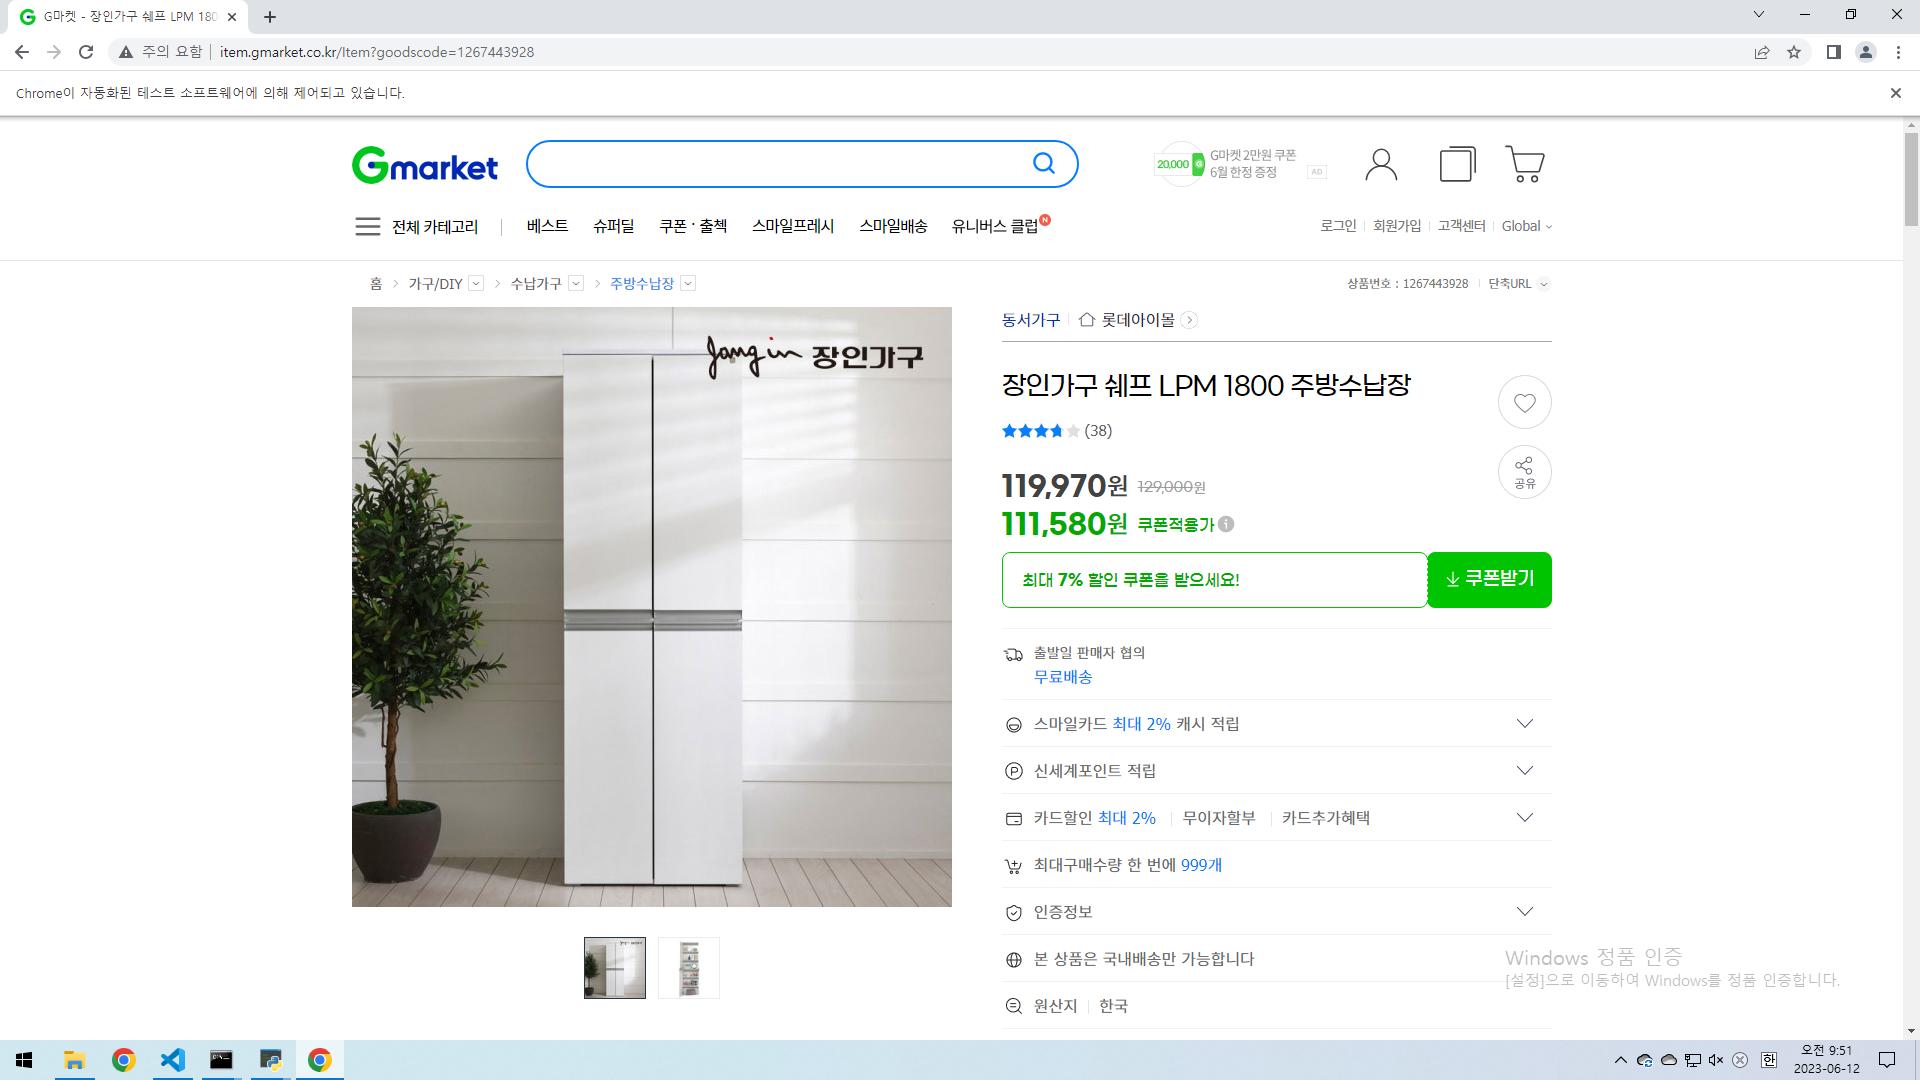 G마켓 - 장인가구 쉐프 LPM 180
주의 요함
item.gmarket.co.kr/Item?goodscode=1267443928
Chrome이 자동화된 테스트 소프트웨어에 의해 제어되고 있습니다.
Gmarket
20,000 G
G마켓 2만원 쿠폰
6월 한정 증정
AD
전체 카테고리
베스트 슈퍼딜 쿠폰·출첵 스마일프레시 스마일배송 유니버스 클럽 N
로그인 회원가입 고객센터 Global
홈 > 가구/DIY > 수납가구 > 주방수납장
상품번호 : 1267443928 단축URL
Jang in 장인가구
동서가구 롯데아이몰
장인가구 쉐프 LPM 1800 주방수납장
(38)
공유
119,970원 129,000원
111,580원 쿠폰적용가
최대 7% 할인 쿠폰을 받으세요!
쿠폰받기
출발일 판매자 협의
무료배송
스마일카드 최대 2% 캐시 적립
신세계포인트 적립
카드할인 최대 2% 무이자할부 카드추가혜택
최대구매수량 한 번에 999개
인증정보
본 상품은 국내배송만 가능합니다
원산지 한국
Windows 정품 인증
[설정]으로 이동하여 Windows를 정품 인증합니다.
한
오전 9:51
2023-06-12